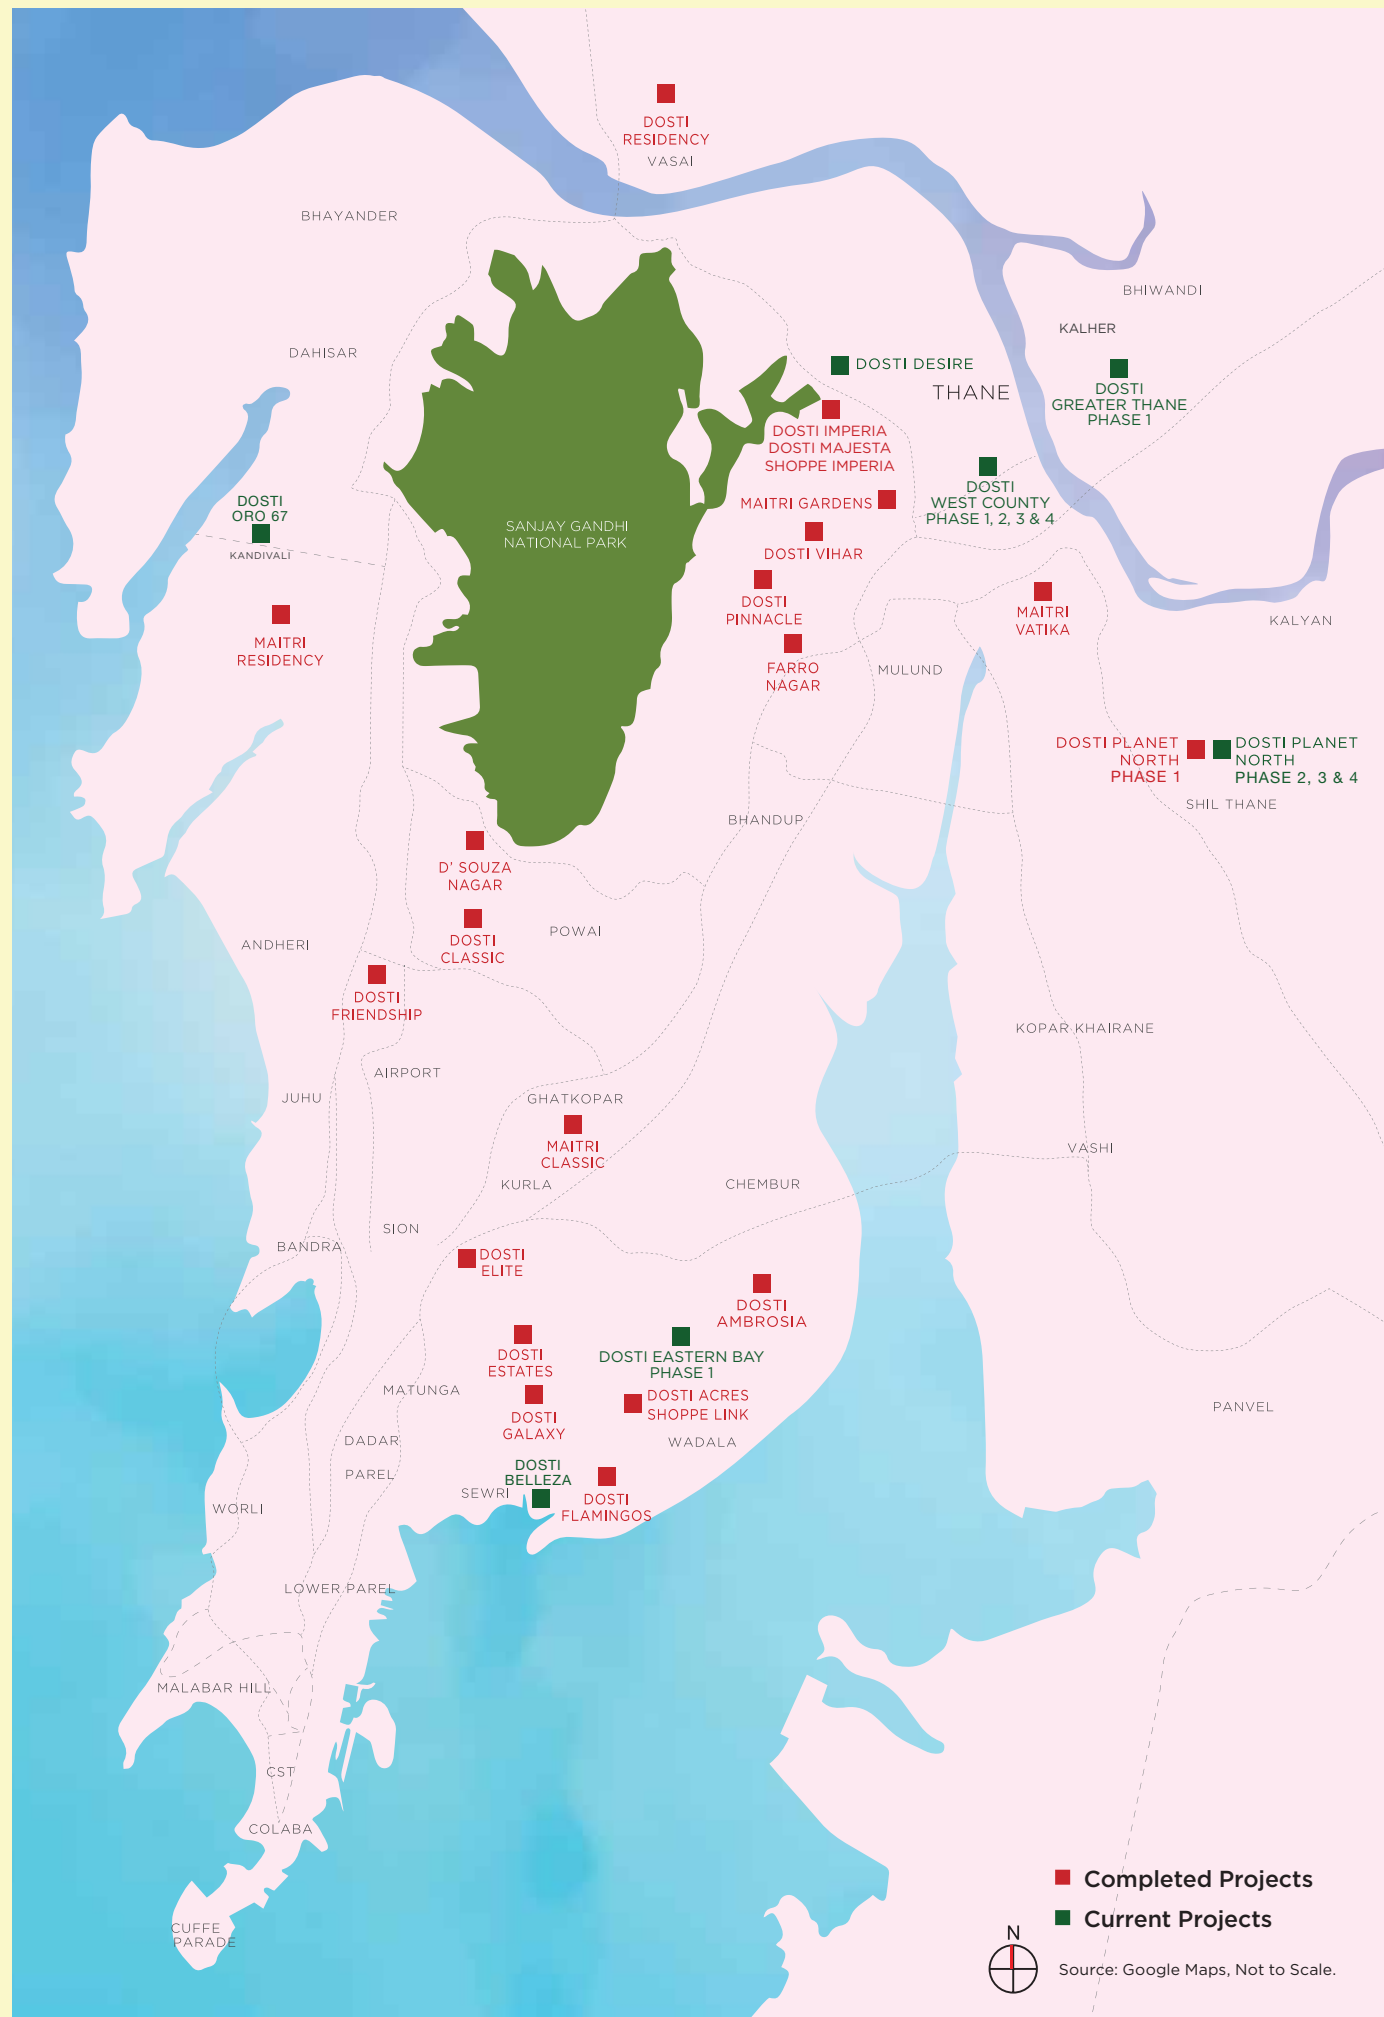 DOSTI
RESIDENCY
VASAI
BHAYANDER
BHIWANDI
KALHER
DAHISAR
DOSTI DESIRE
THANE
DOSTI
GREATER THANE
PHASE 1
DOSTI IMPERIA
DOSTI MAJESTA
SHOPPE IMPERIA
DOSTI
WEST COUNTY
PHASE 1, 2, 3 & 4
MAITRI GARDENS
DOSTI
ORO 67
KANDIVALI
SANJAY GANDHI
NATIONAL PARK
DOSTI VIHAR
DOSTI
PINNACLE
MAITRI
VATIKA
KALYAN
MAITRI
RESIDENCY
FARRO
NAGAR
MULUND
DOSTI PLANET
NORTH
PHASE 1
DOSTI PLANET
NORTH
PHASE 2, 3 & 4
SHIL THANE
BHANDUP
D' SOUZA
NAGAR
POWAI
ANDHERI
DOSTI
CLASSIC
DOSTI
FRIENDSHIP
KOPAR KHAIRANE
AIRPORT
JUHU
GHATKOPAR
MAITRI
CLASSIC
VASHI
KURLA
CHEMBUR
SION
BANDRA
DOSTI
ELITE
DOSTI
AMBROSIA
DOSTI
ESTATES
DOSTI EASTERN BAY
PHASE 1
MATUNGA
DOSTI ACRES
SHOPPE LINK
PANVEL
DOSTI
GALAXY
DADAR
WADALA
PAREL
DOSTI
BELLEZA
SEWRI
DOSTI
FLAMINGOS
WORLI
LOWER PAREL
MALABAR HILL
CST
COLABA
CUFFE
PARADE
Completed Projects
Current Projects
N
Source: Google Maps, Not to Scale.